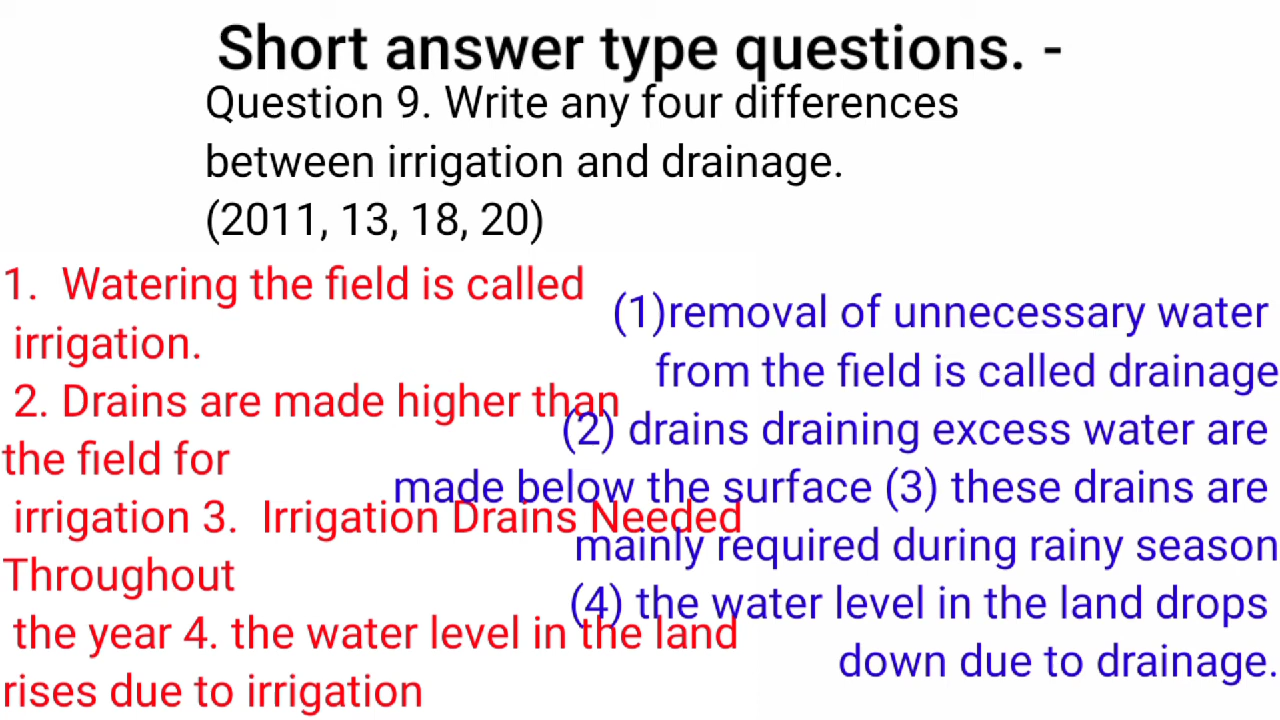 Short answer type questions. -
Question 9. Write any four differences
between irrigation and drainage.
(2011, 13, 18, 20)
1. Watering the field is called
irrigation.
2. Drains are made higher than
the field for
irrigation 3. Irrigation Drains Needed
Throughout
the year 4. the water level in the land
rises due to irrigation
(1)removal of unnecessary water
from the field is called drainage
(2) drains draining excess water are
made below the surface (3) these drains are
mainly required during rainy season
(4) the water level in the land drops
down due to drainage.